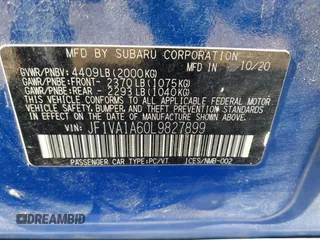 MFD BY SUBARU CORPORATION
GVWR/PNBV: 4409LB(2000KG) 10/20
GAWR/PNBE:FRONT- 2370LB(1075KG)
GAWR/PNBE:REAR - 2293LB(1040KG)
THIS VEHICLE CONFORMS TO ALL APPLICABLE FEDERAL MOTOR
VEHICLE SAFETY, BUMPER, AND THEFT PREVENTION
STANDARDS IN EFFECT ON THE DATE OF
MANUFACTURE SHOWN ABOVE.
VIN: JF1VA1A60L9827899
PASSENGER CAR TYPE:PC/VT ICES/NMB-002
DREAMBID